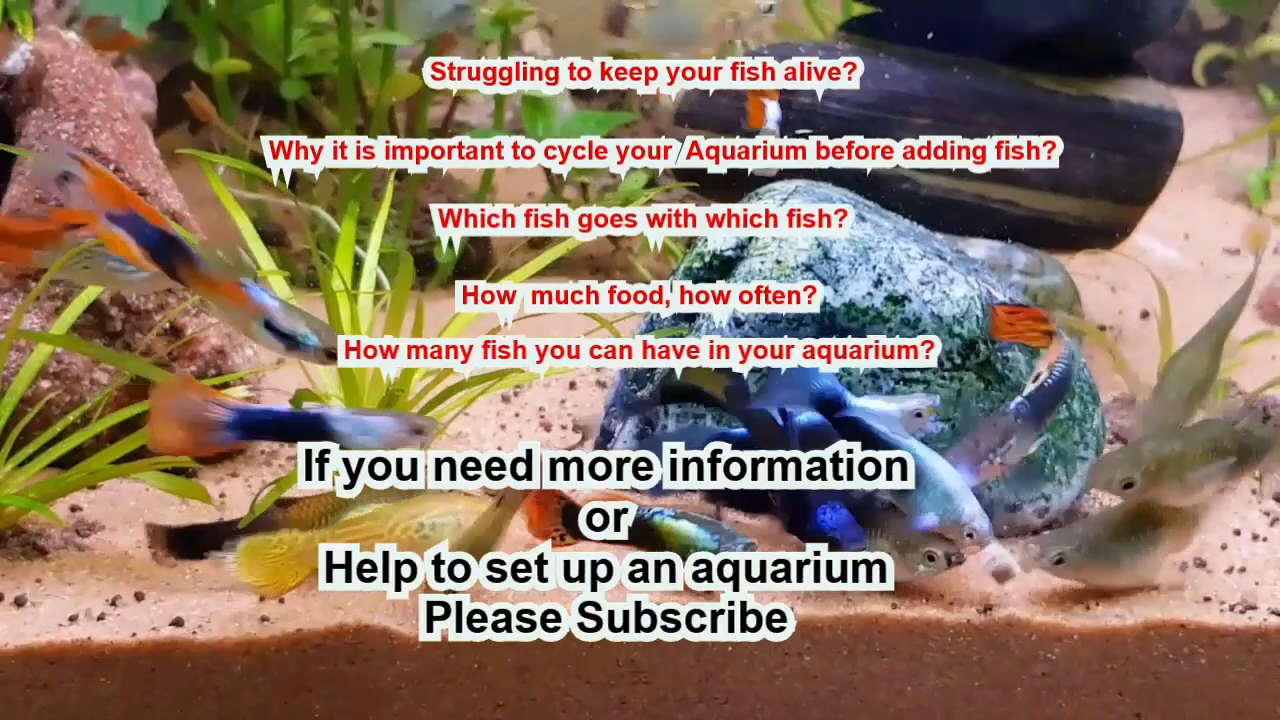 Struggling to keep your fish alive?
Why it is important to cycle your Aquarium before adding fish?
Which fish goes with which fish?
How much food, how often?
How many fish you can have in your aquarium?
If you need more information
or
Help to set up an aquarium
Please Subscribe